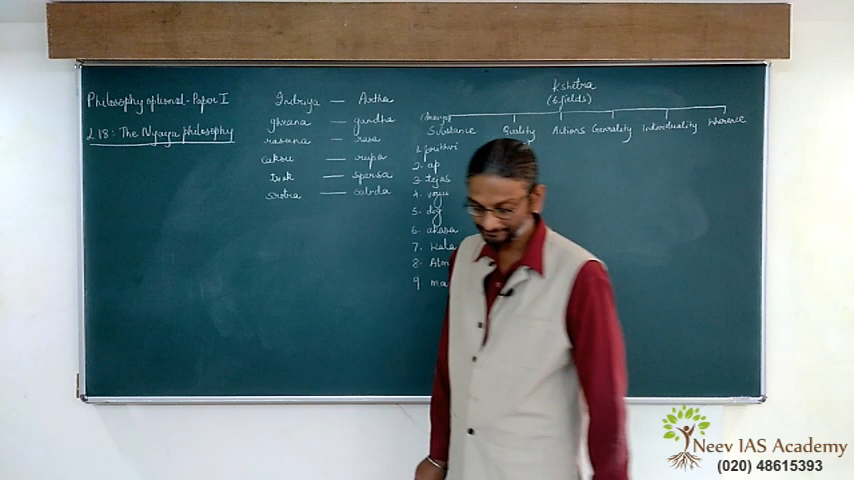 Philosophy optional - Paper I
L18: The Nyaya philosophy
Indriya — Artha
ghrana — gandha
rasana — rasa
caksu — rupa
tvak — sparsa
srotra — sabda
Kshetra
(6 fields)
(dravya)
Substance Quality Actions Generality Individuality Inherence
1. prithvi
2. ap
3. tejas
4. vayu
5. dig
6. akasa
7. Kala
8. Atm
9 ma
Neev IAS Academy
(020) 48615393